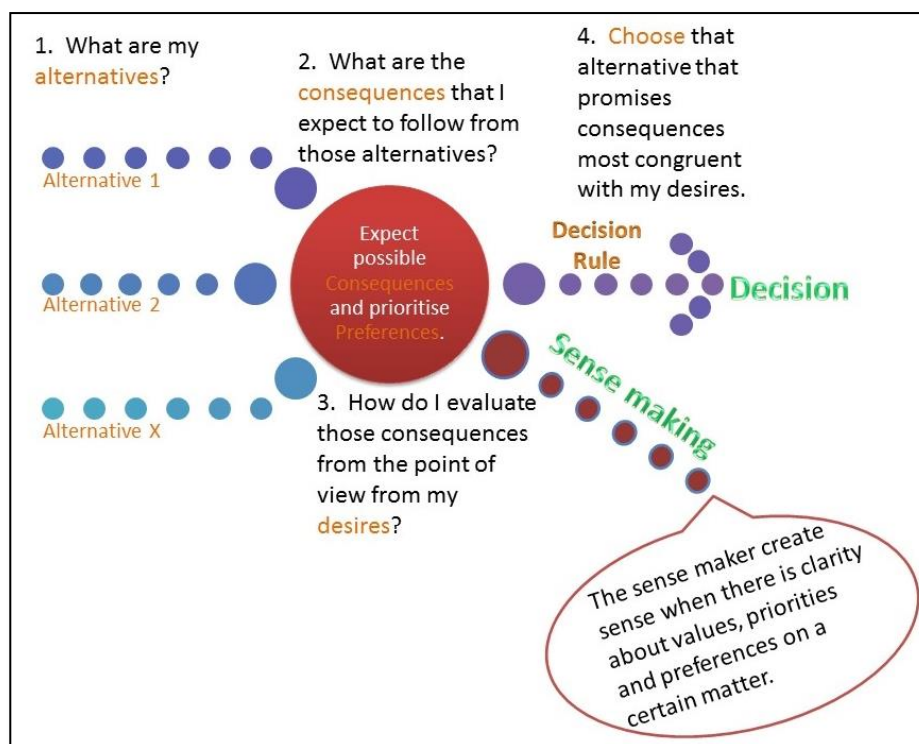 1. What are my
alternatives?
2. What are the
consequences that I
expect to follow from
those alternatives?
4. Choose that
alternative that
promises
consequences
most congruent
with my desires.
Alternative 1
Alternative 2
Alternative X
Expect
possible
Consequences
and prioritise
Preferences.
Decision
Rule
Decision
Sense making
3. How do I evaluate
those consequences
from the point of
view from my
desires?
The sense maker create
sense when there is clarity
about values, priorities
and preferences on a
certain matter.